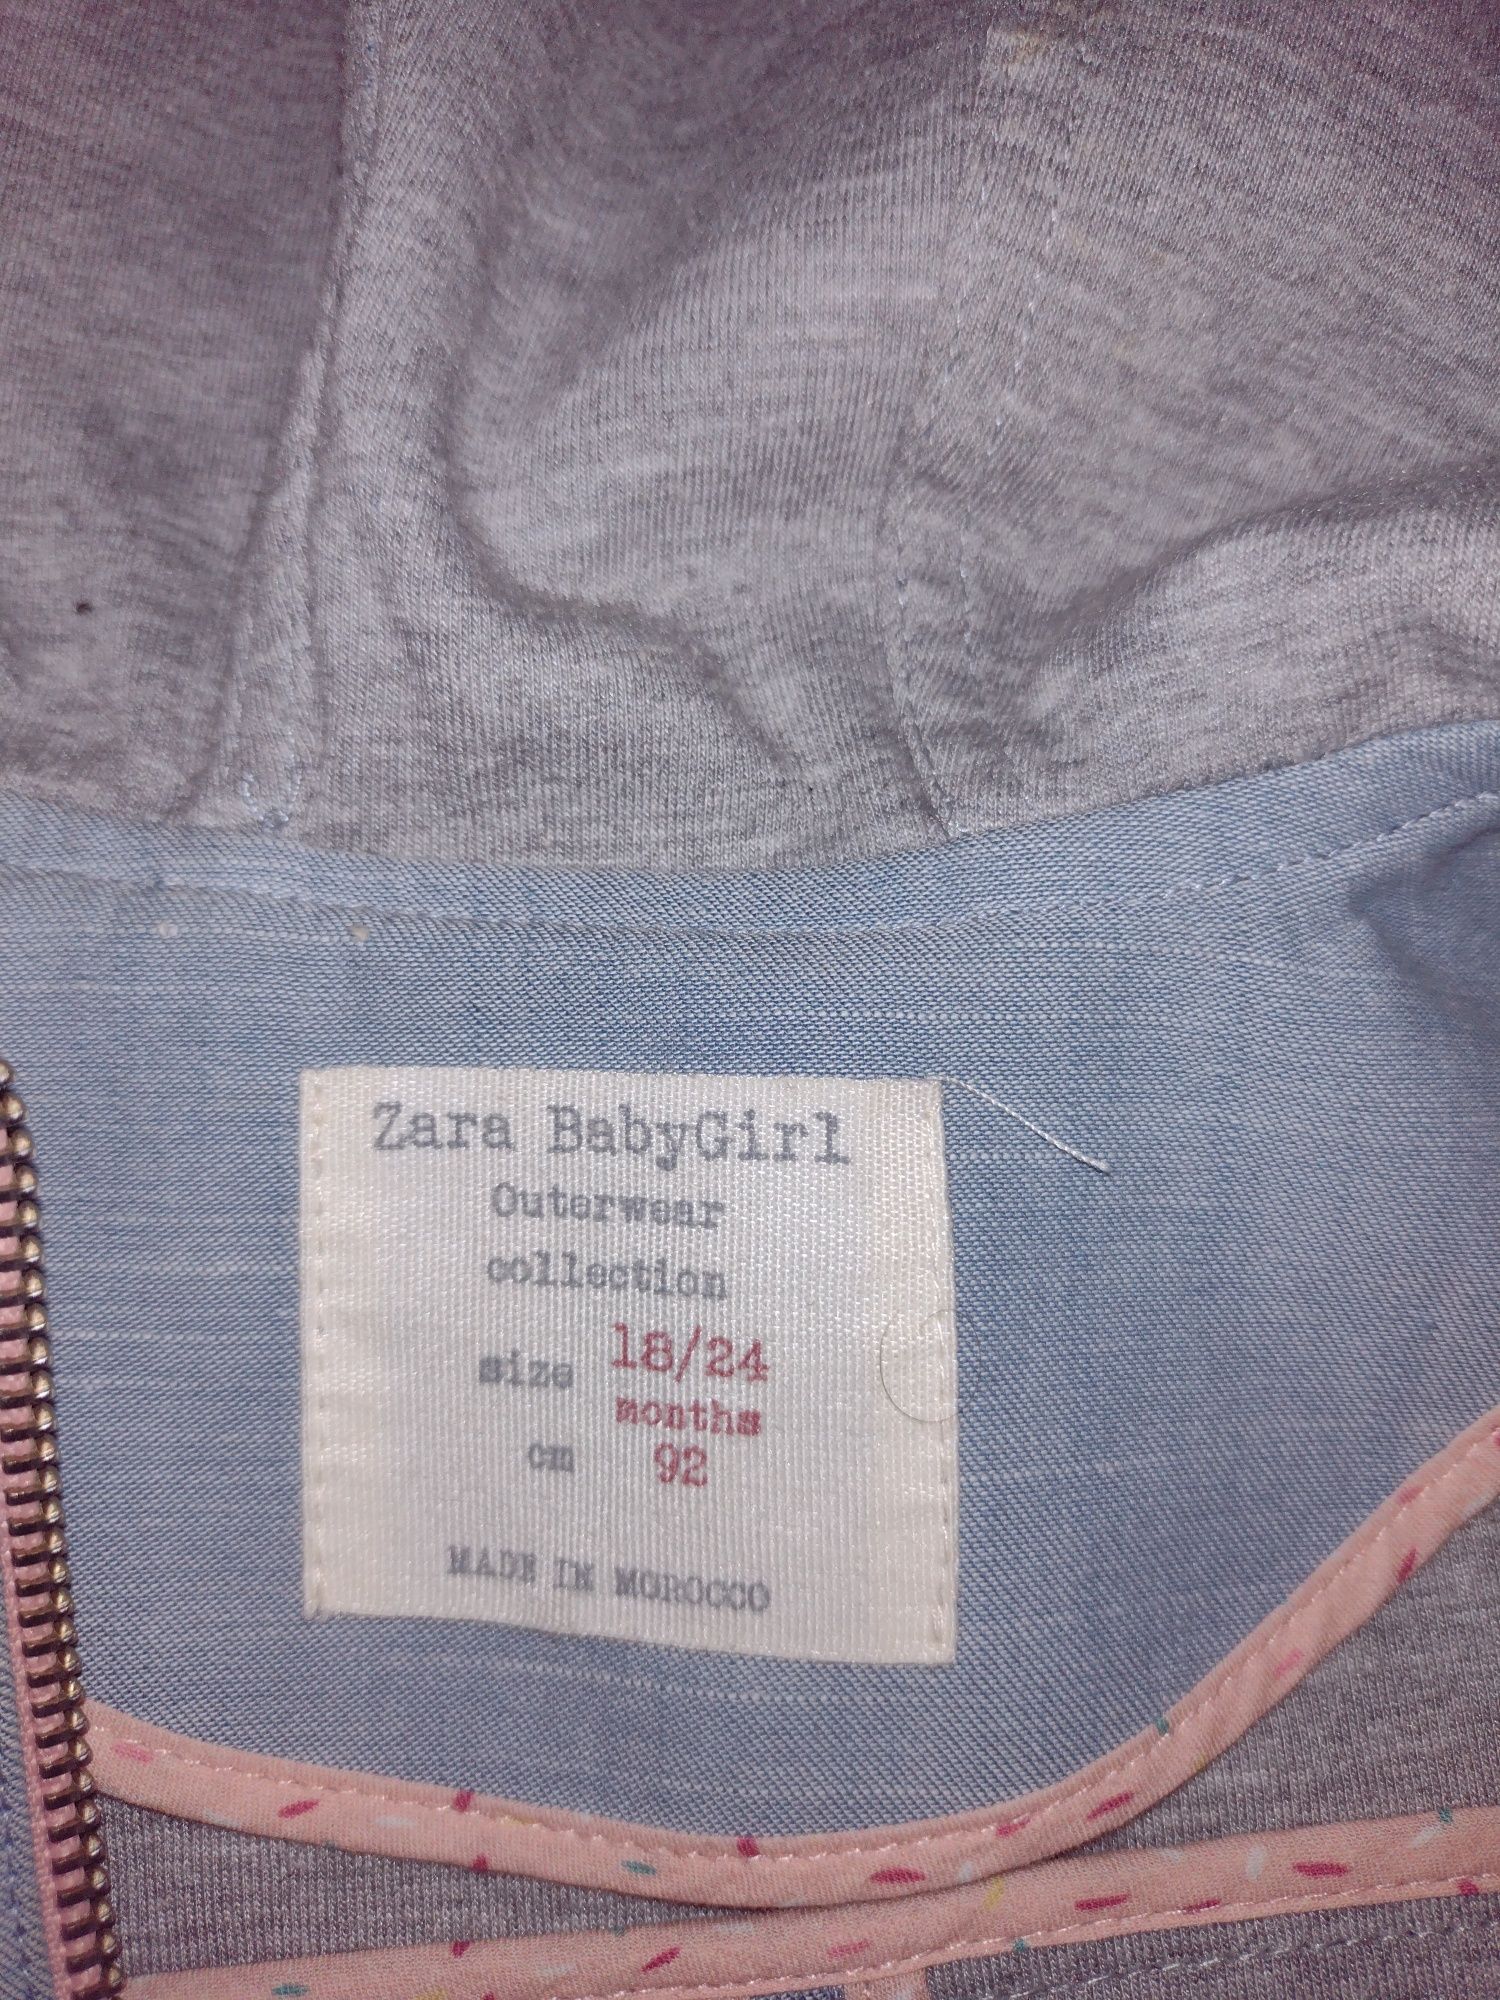 Zara BabyGirl
Outerwear
collection
size 18/24
months
cm 92
MADE IN MOROCCO